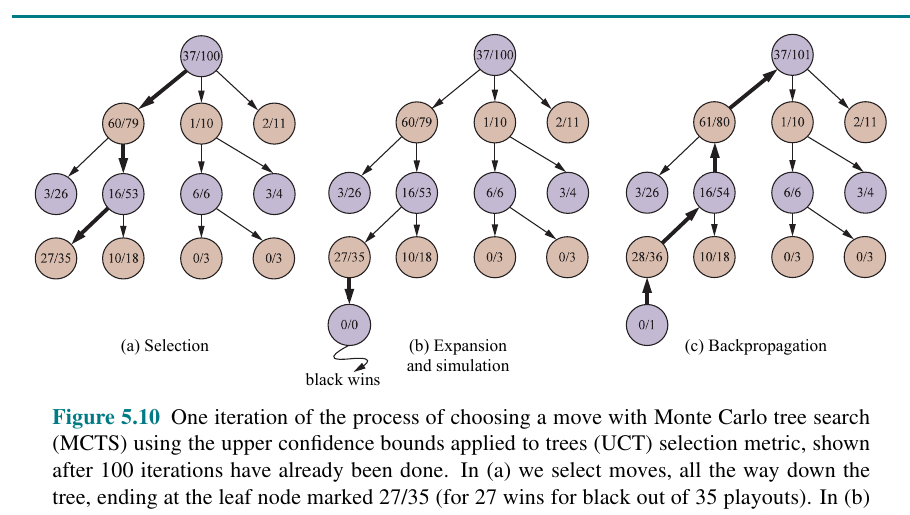 37/100
60/79 1/10 2/11
3/26 16/53 6/6 3/4
27/35 10/18 0/3 0/3
(a) Selection
37/100
60/79 1/10 2/11
3/26 16/53 6/6 3/4
27/35 10/18 0/3 0/3
0/0
black wins
(b) Expansion
and simulation
37/101
61/80 1/10 2/11
3/26 16/54 6/6 3/4
28/36 10/18 0/3 0/3
0/1
(c) Backpropagation
Figure 5.10 One iteration of the process of choosing a move with Monte Carlo tree search
(MCTS) using the upper confidence bounds applied to trees (UCT) selection metric, shown
after 100 iterations have already been done. In (a) we select moves, all the way down the
tree, ending at the leaf node marked 27/35 (for 27 wins for black out of 35 playouts). In (b)